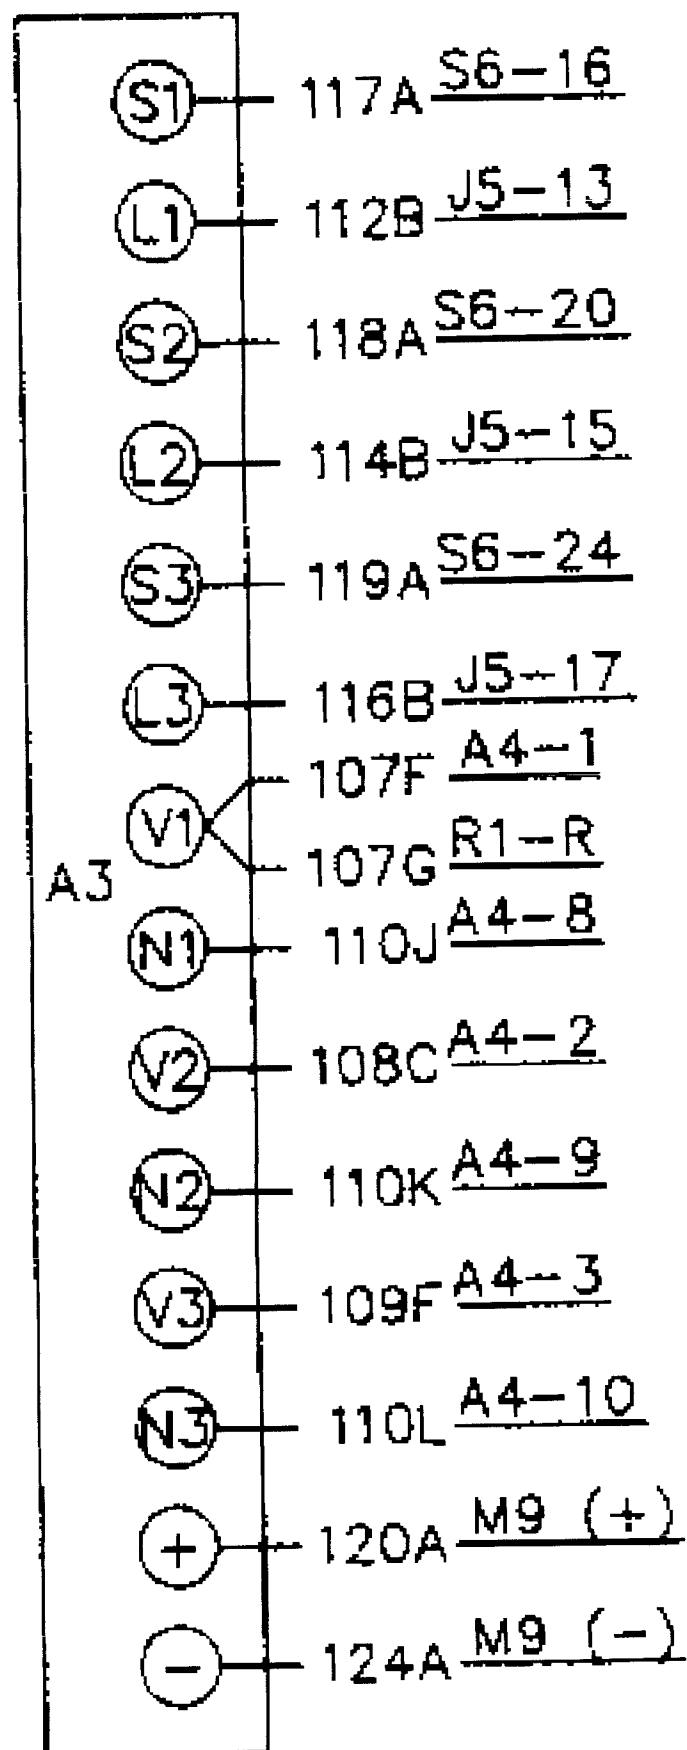 S1 117A S6-16
L1 112B J5-13
S2 118A S6-20
L2 114B J5-15
S3 119A S6-24
L3 116B J5-17
107F A4-1
V1
107G R1-R
A3
N1 110J A4-8
V2 108C A4-2
N2 110K A4-9
V3 109F A4-3
N3 110L A4-10
+ 120A M9 (+)
- 124A M9 (-)